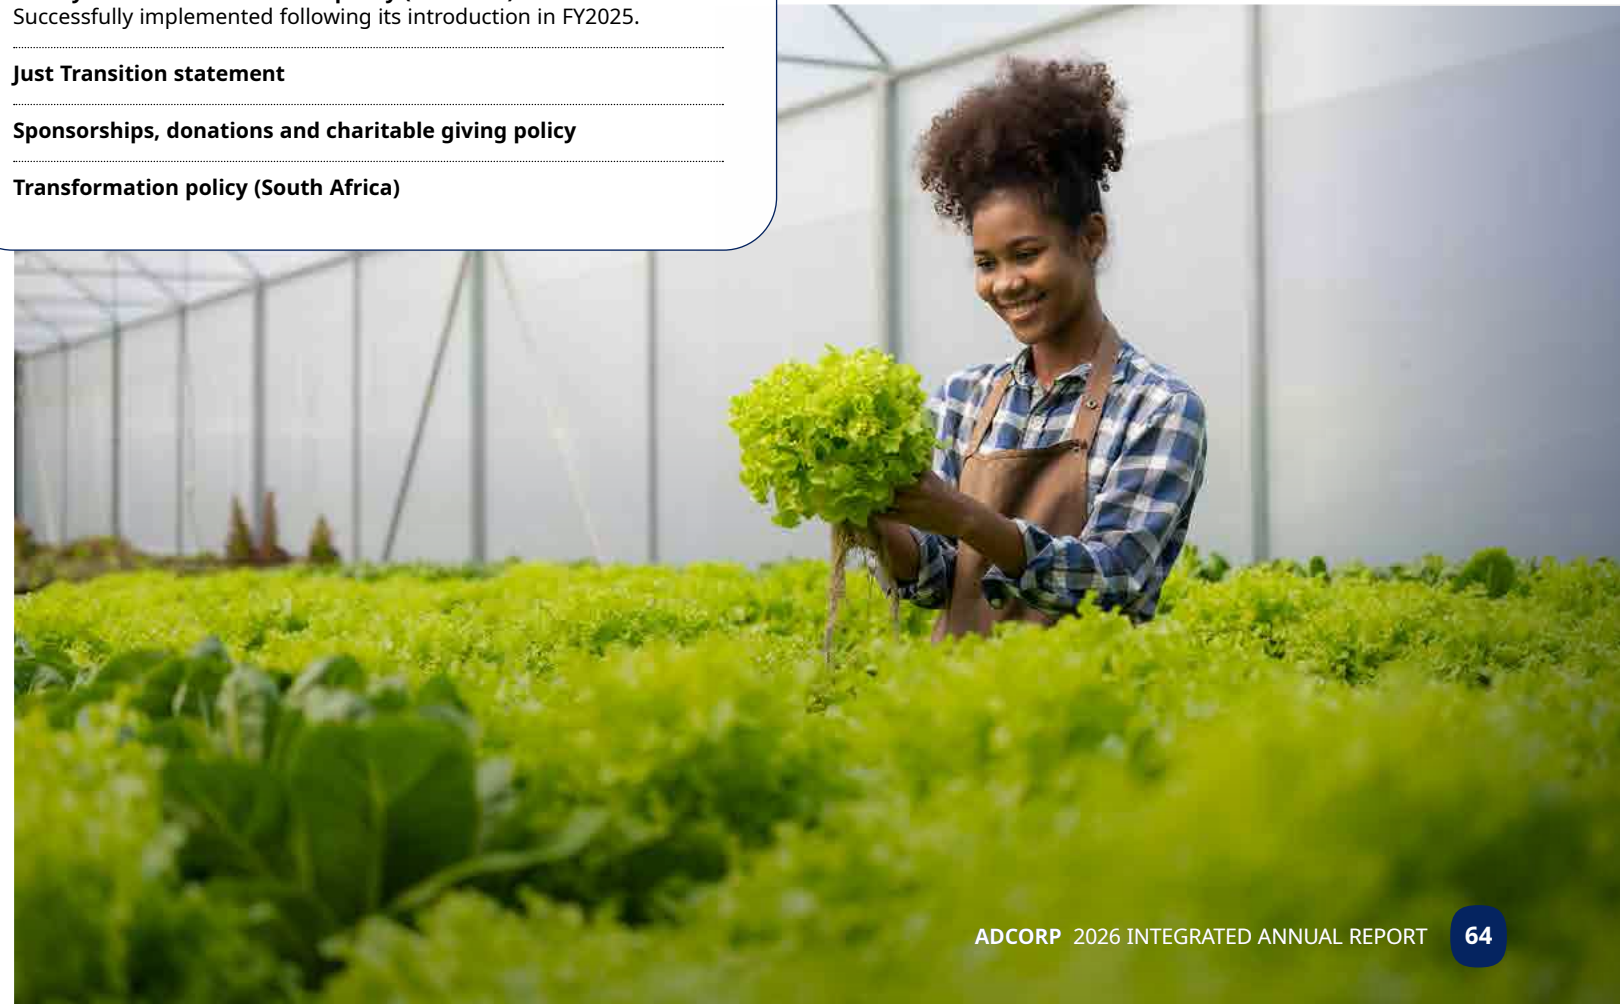 Successfully implemented following its introduction in FY2025.
Just Transition statement
Sponsorships, donations and charitable giving policy
Transformation policy (South Africa)
ADCORP 2026 INTEGRATED ANNUAL REPORT 64